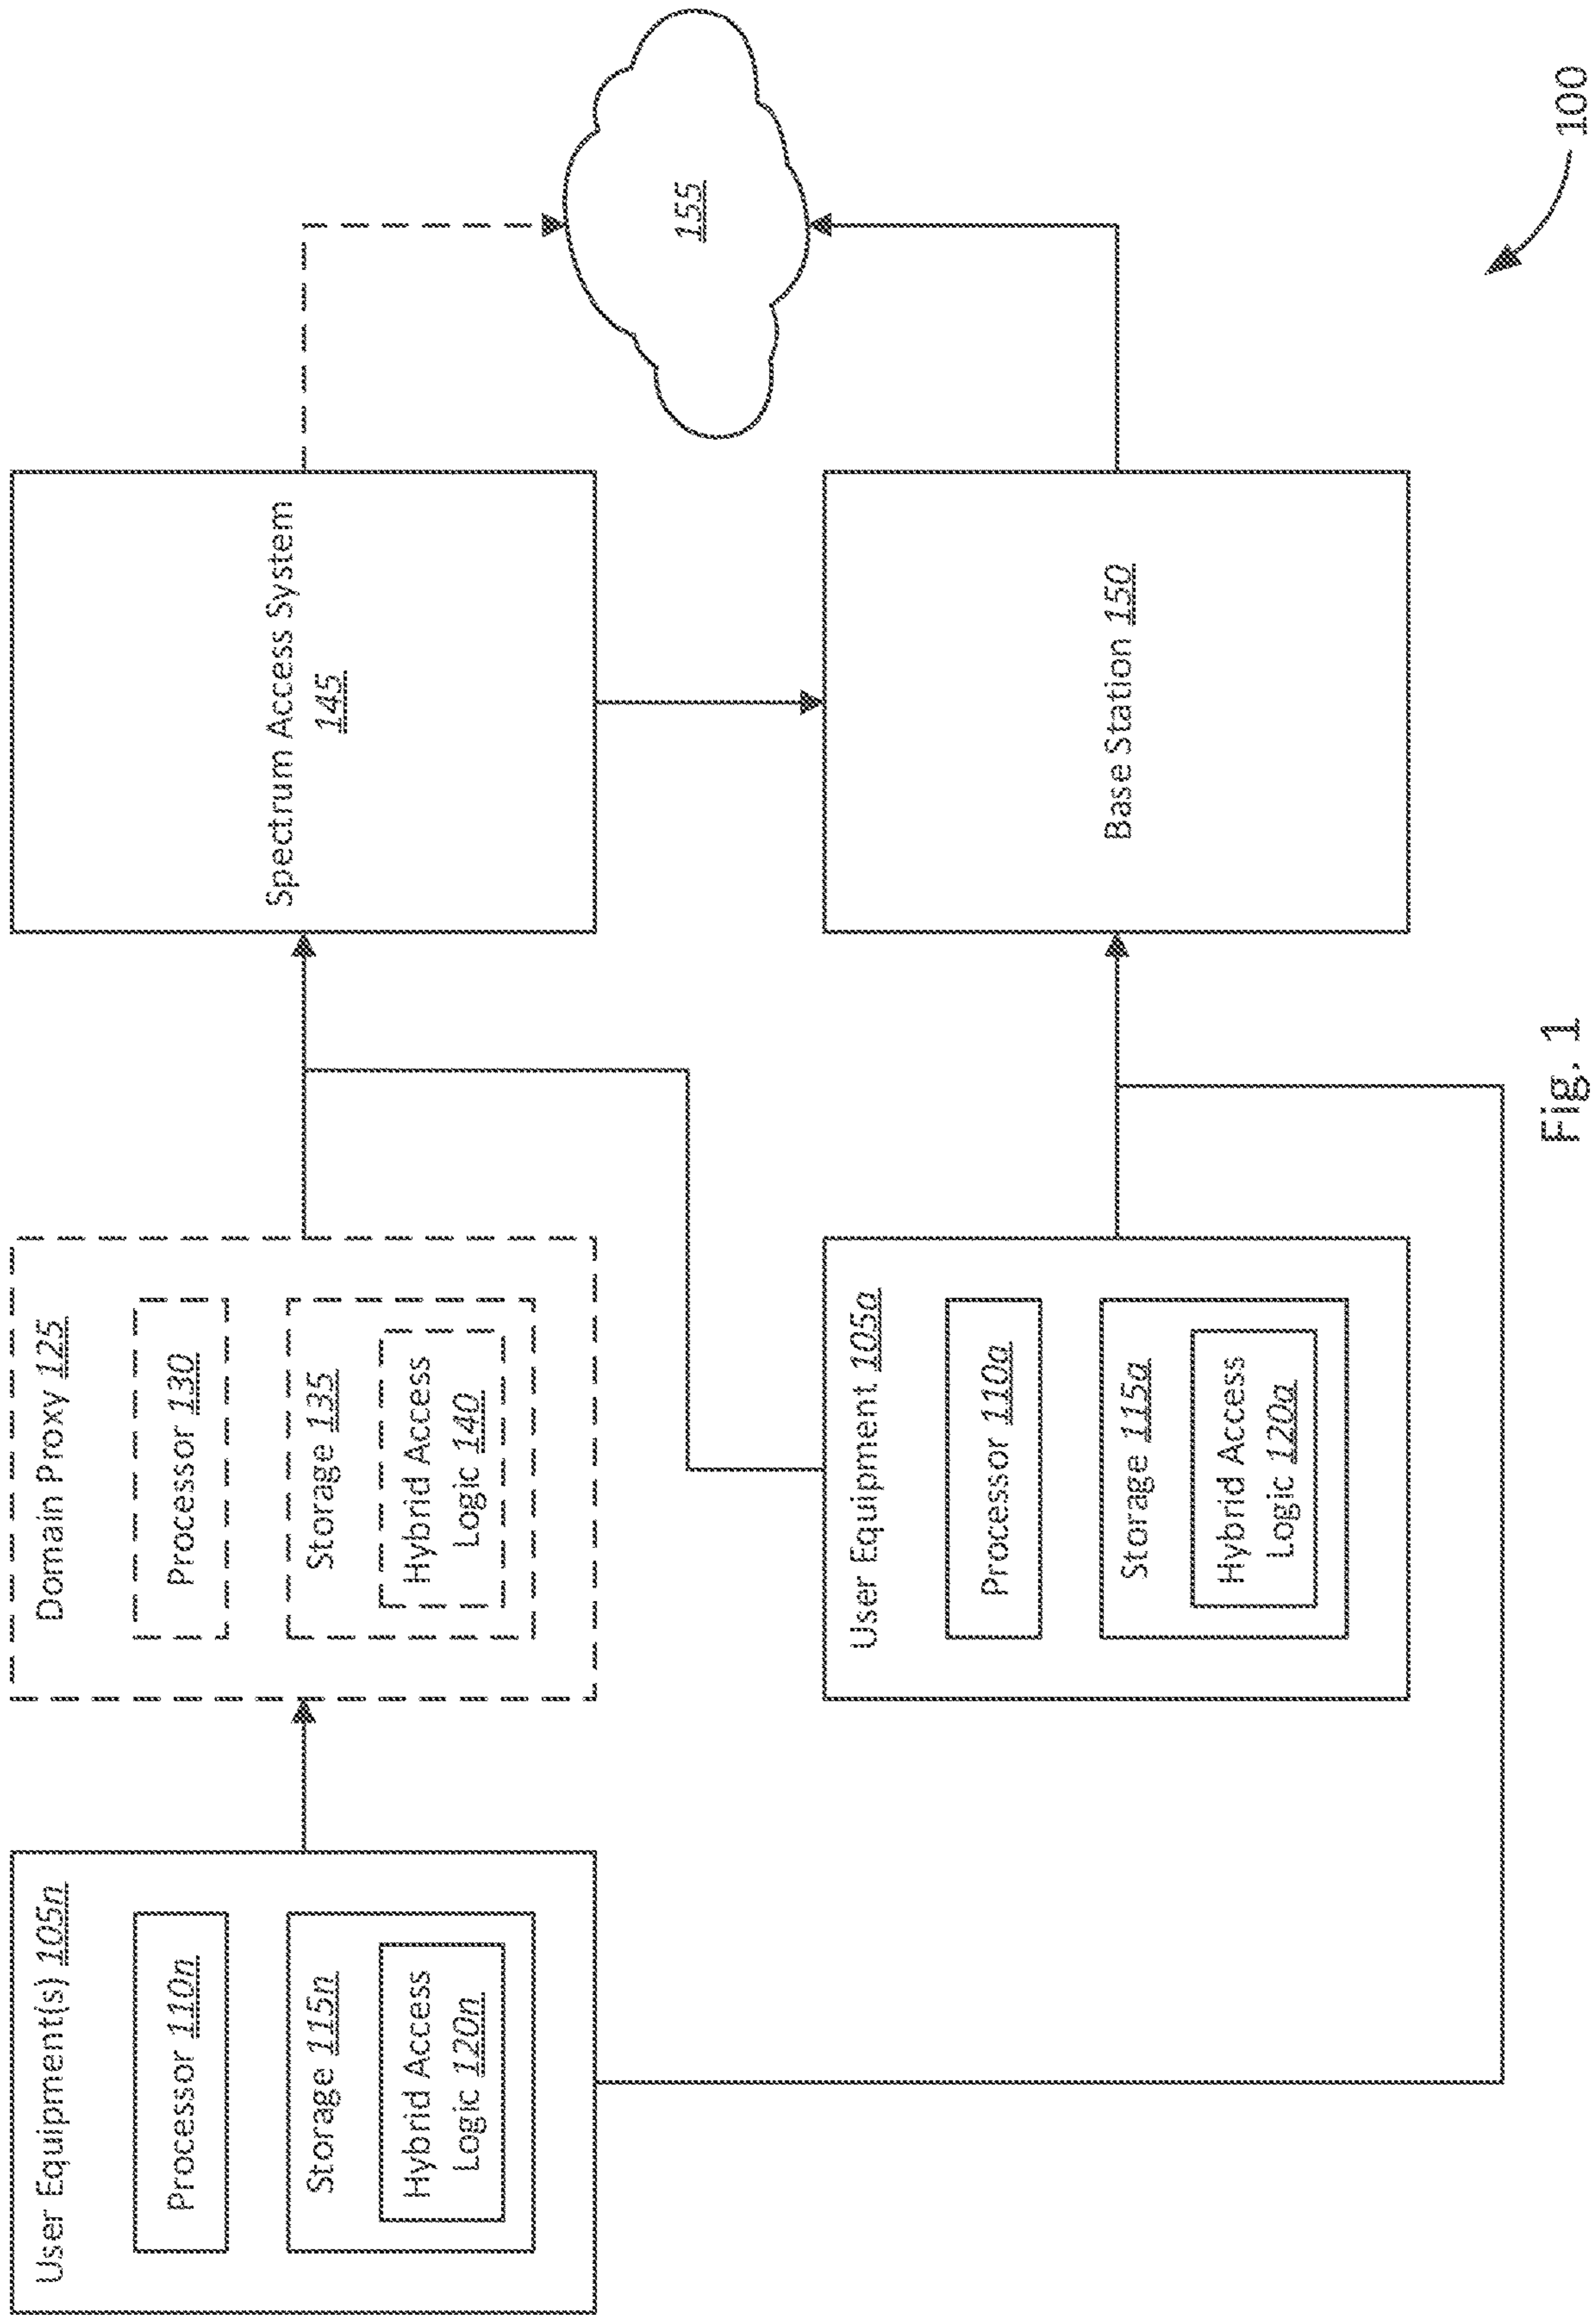 User Equipment(s) 105n
Processor 110n
Storage 115n
Hybrid Access
Logic 120n
Domain Proxy 125
Processor 130
Storage 135
Hybrid Access
Logic 140
Spectrum Access System
145
User Equipment 105a
Processor 110a
Storage 115a
Hybrid Access
Logic 120a
Base Station 150
155
100
Fig. 1